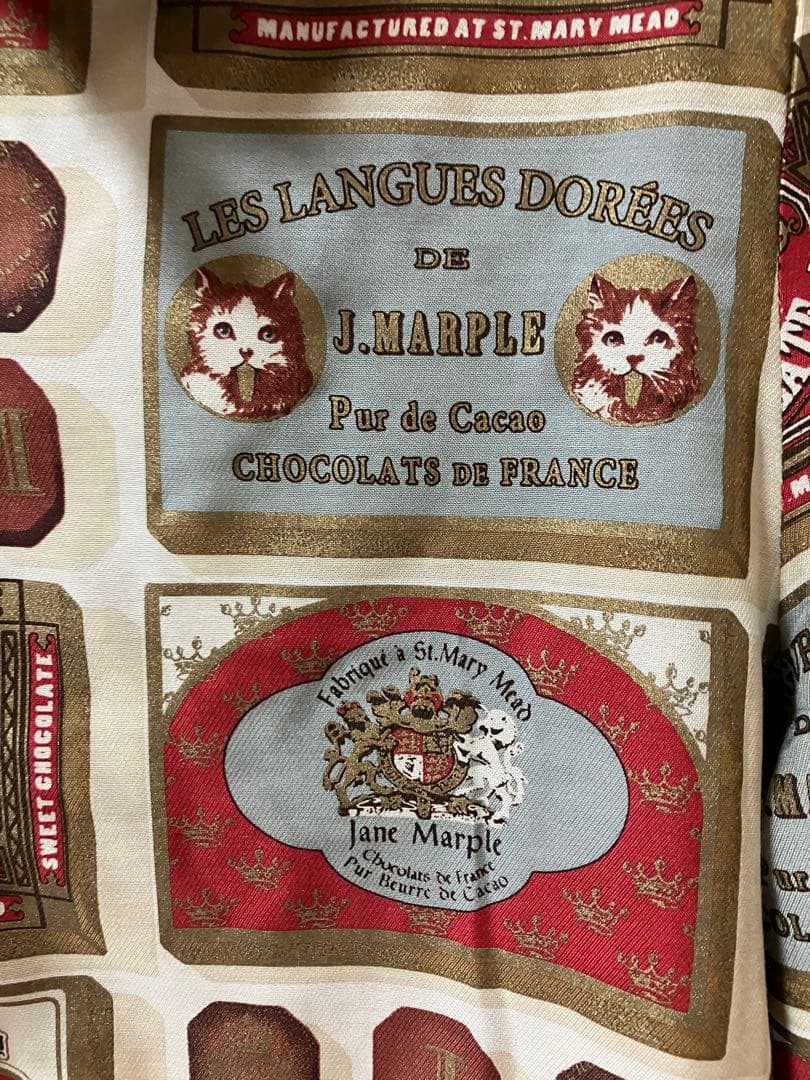 MANUFACTURED AT ST. MARY MEAD
LES LANGUES DORÉES
DE
J. MARPLE
Pur de Cacao
CHOCOLATS DE FRANCE
SWEET CHOCOLATE
Fabriqué à St. Mary Mead
Jane Marple
Chocolats de France
Pur Beurre de Cacao